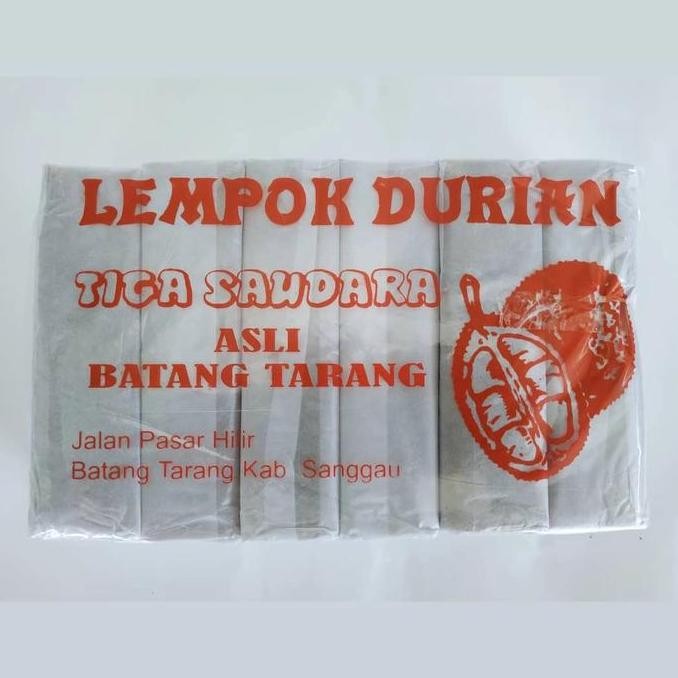 LEMPOK DURIAN
TIGA SAUDARA
ASLI
BATANG TARANG
Jalan Pasar Hilir
Batang Tarang Kab Sanggau